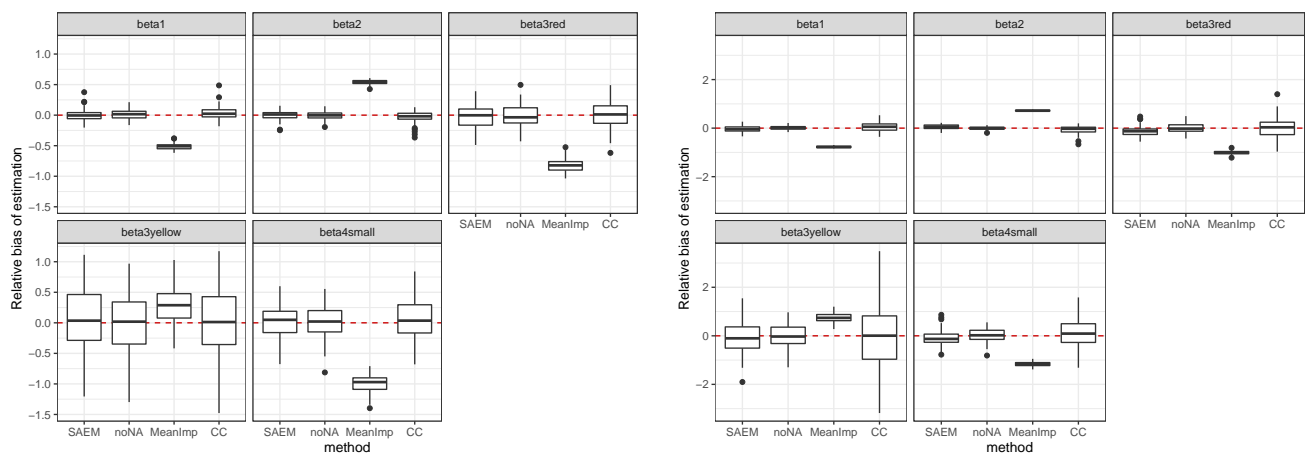 beta1 beta2 beta3red
1.0
0.5
0.0
−0.5
−1.0
−1.5
SAEM noNA MeanImp CC
beta3yellow beta4small
1.0
0.5
0.0
−0.5
−1.0
−1.5
SAEM noNA MeanImp CC SAEM noNA MeanImp CC
method
Relative bias of estimation
beta1 beta2 beta3red
2
0
−2
SAEM noNA MeanImp CC
beta3yellow beta4small
2
0
−2
SAEM noNA MeanImp CC SAEM noNA MeanImp CC
method
Relative bias of estimation